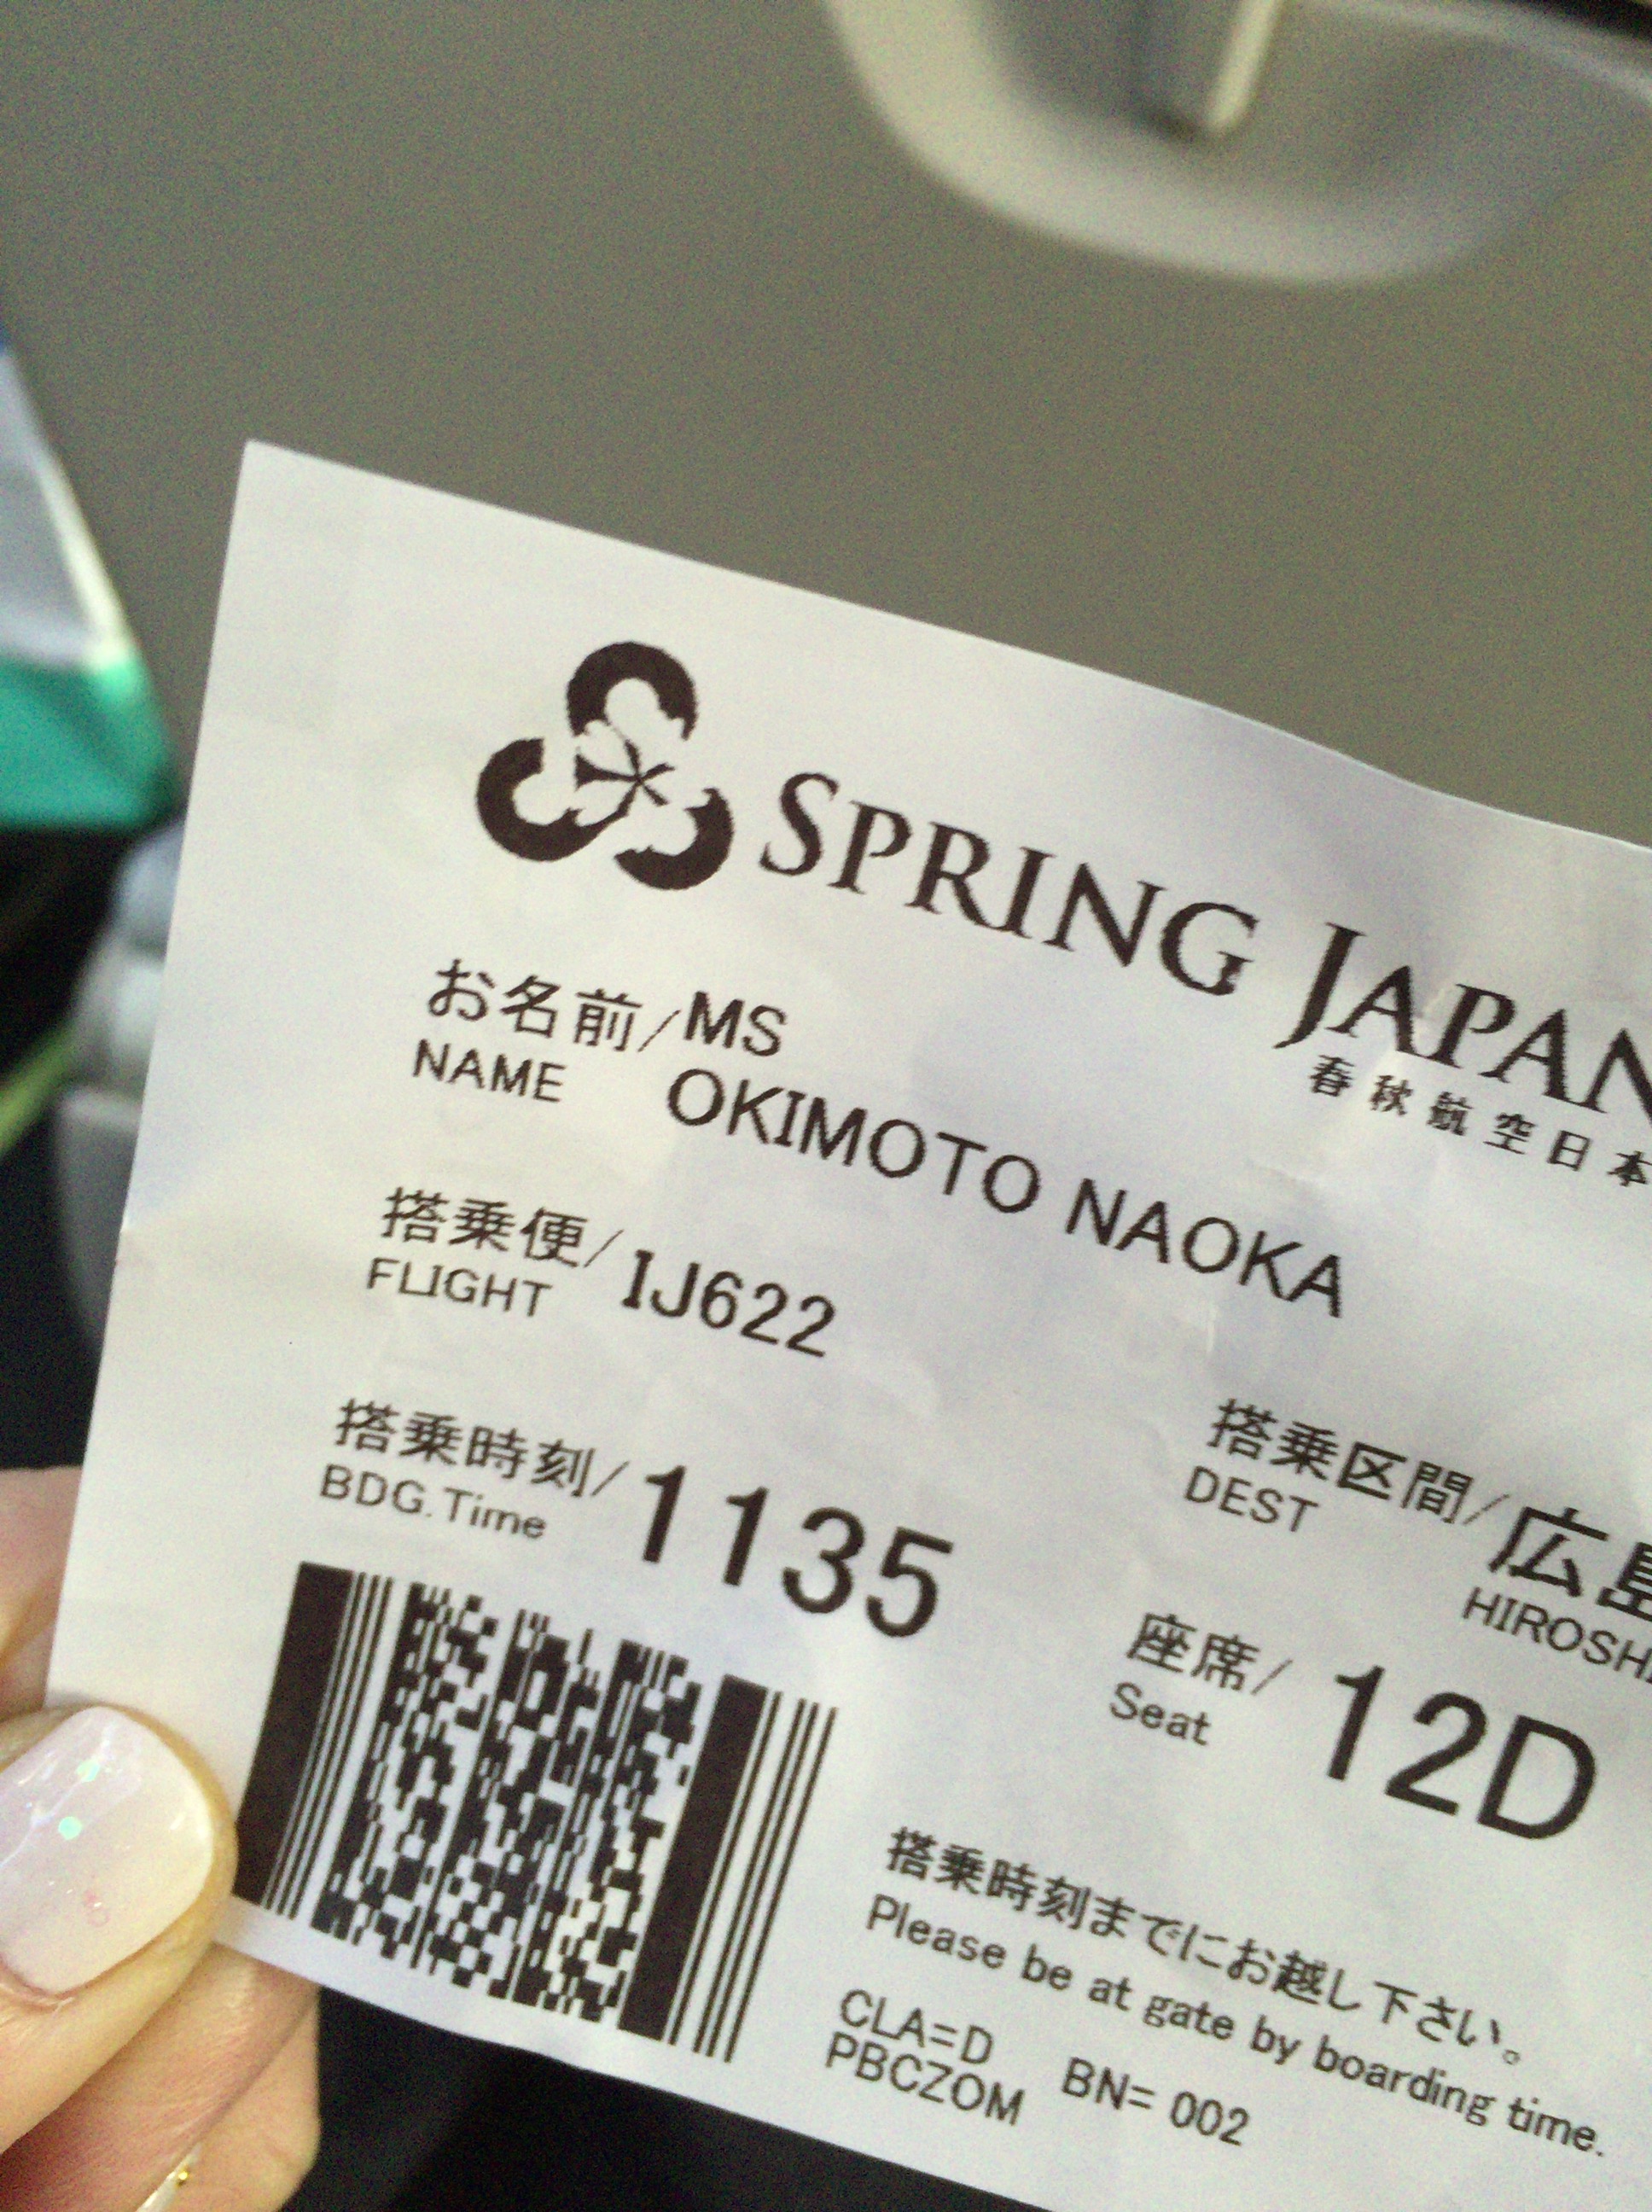 SPRING JAPAN
春秋航空日本
お名前/MS
NAME OKIMOTO NAOKA
搭乗便/IJ622
FLIGHT
搭乗時刻/1135
BDG.Time
搭乗区間/広島
DEST HIROSHI
座席/12D
Seat
搭乗時刻までにお越し下さい。
Please be at gate by boarding time.
CLA=D BN= 002
PBCZOM